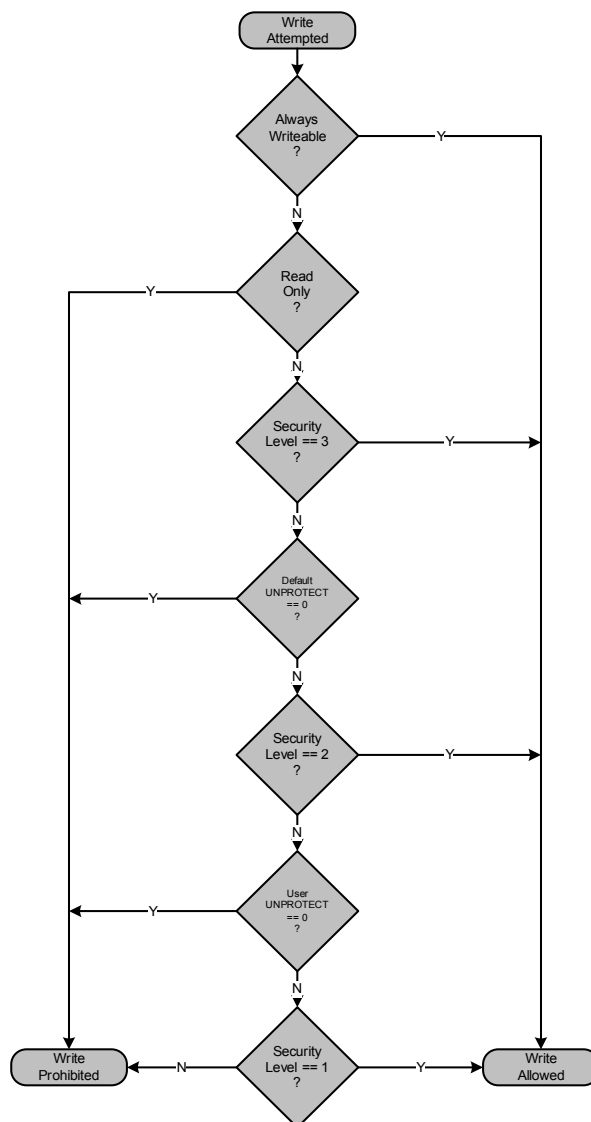 Write
Attempted
Always
Writeable
?
Y
N
Read
Only
?
Y
N
Security
Level == 3
?
Y
N
Default
UNPROTECT
== 0
?
Y
N
Security
Level == 2
?
Y
N
User
UNPROTECT
== 0
?
Y
N
Security
Level == 1
?
N
Y
Write
Prohibited
Write
Allowed